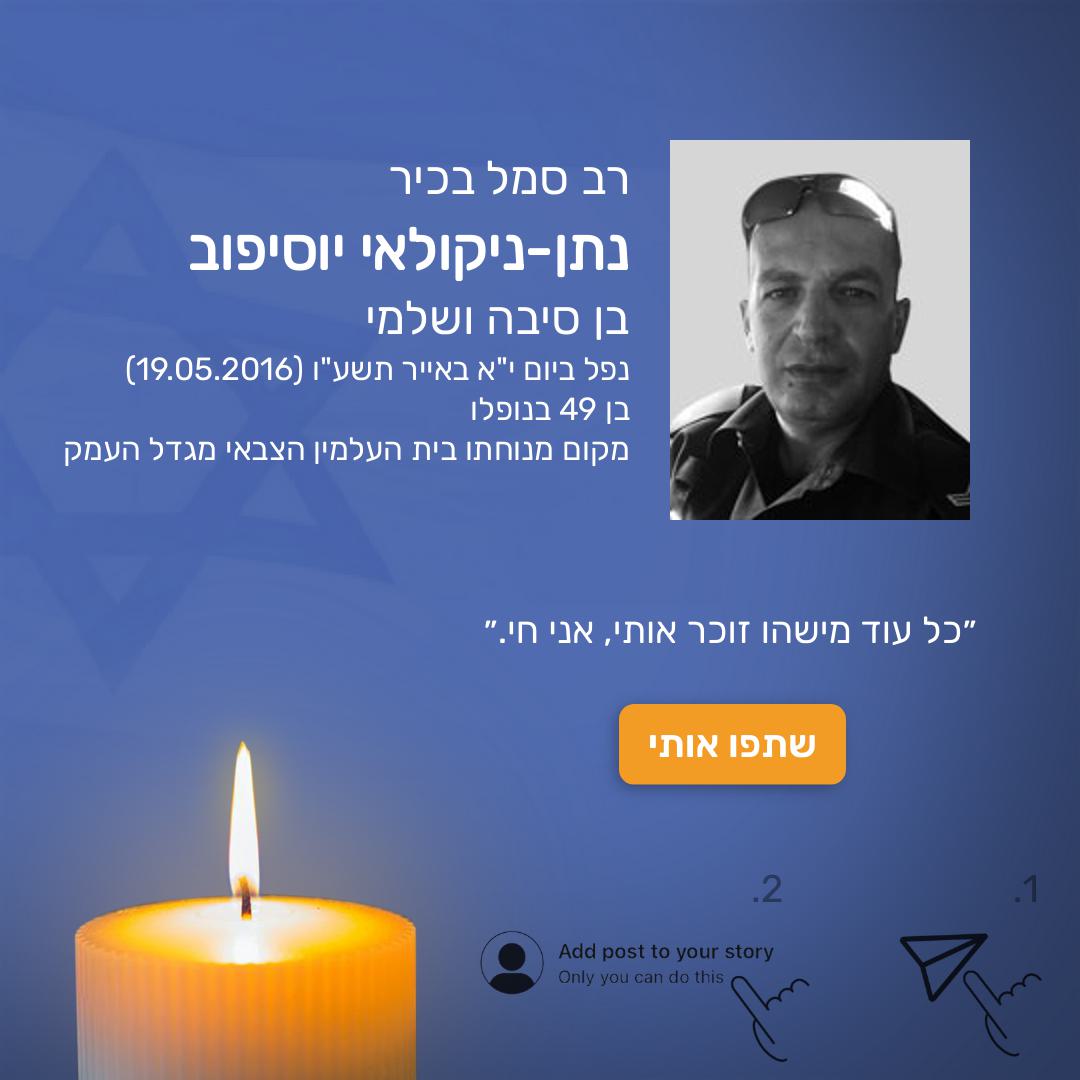 רב סמל בכיר
נתן-ניקולאי יוסיפוב
בן סיבה ושלמי
נפל ביום י"א באייר תשע"ו (19.05.2016)
בן 49 בנופלו
מקום מנוחתו בית העלמין הצבאי מגדל העמק
"כל עוד מישהו זוכר אותי, אני חי."
שתפו אותי
1.
2.
Add post to your story
Only you can do this